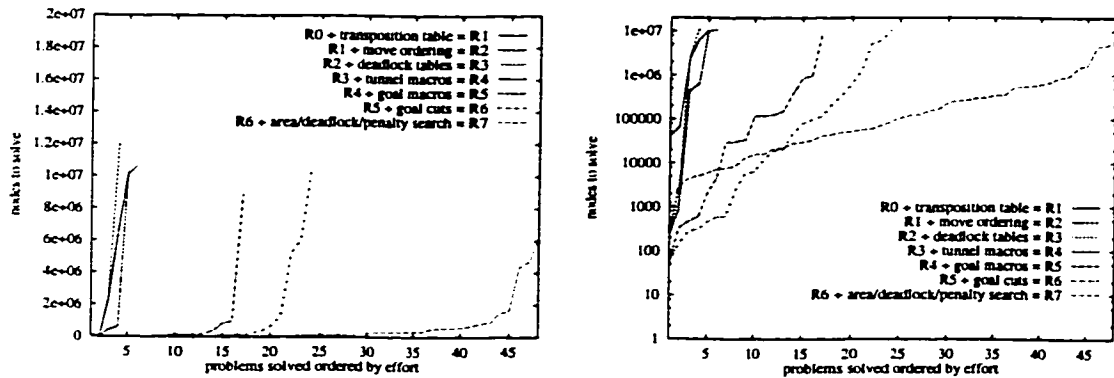 2e+07
1.8e+07
1.6e+07
1.4e+07
1.2e+07
1e+07
8e+06
6e+06
4e+06
2e+06
0
nodes to solve
R0 + transposition table = R1
R1 + move ordering = R2
R2 + deadlock tables = R3
R3 + tunnel macros = R4
R4 + goal macros = R5
R5 + goal cuts = R6
R6 + area/deadlock/penalty search = R7
5 10 15 20 25 30 35 40 45
problems solved ordered by effort
1e+07
1e+06
100000
10000
1000
100
10
1
nodes to solve
R0 + transposition table = R1
R1 + move ordering = R2
R2 + deadlock tables = R3
R3 + tunnel macros = R4
R4 + goal macros = R5
R5 + goal cuts = R6
R6 + area/deadlock/penalty search = R7
5 10 15 20 25 30 35 40 45
problems solved ordered by effort